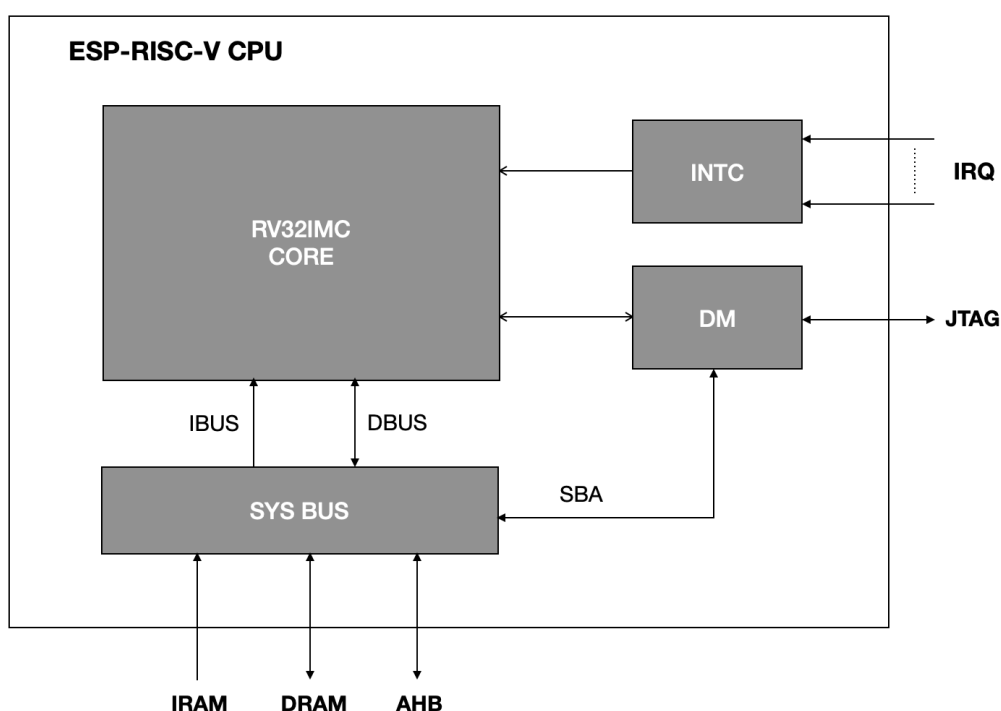 ESP-RISC-V CPU
RV32IMC
CORE
INTC
IRQ
DM
JTAG
IBUS
DBUS
SYS BUS
SBA
IRAM
DRAM
AHB